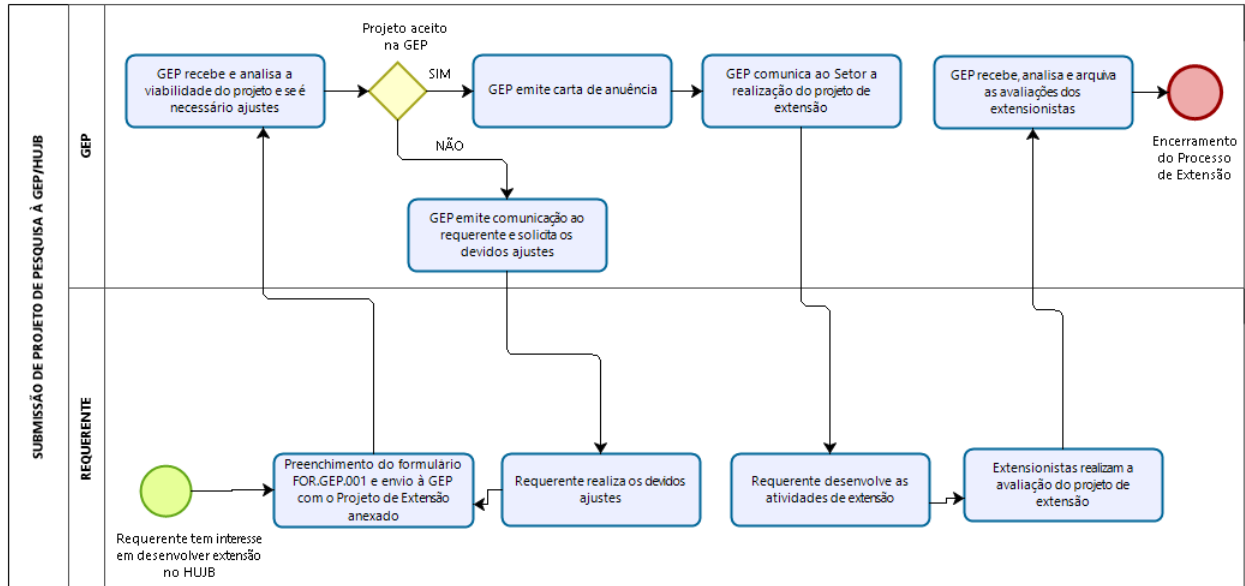 SUBMISSÃO DE PROJETO DE PESQUISA À GEP/HUJB
GEP
GEP recebe e analisa a
viabilidade do projeto e se é
necessário ajustes
Projeto aceito
na GEP
SIM
NÃO
GEP emite carta de anuência
GEP comunica ao Setor a
realização do projeto de
extensão
GEP recebe, analisa e arquiva
as avaliações dos
extensionistas
Encerramento
do Processo
de Extensão
GEP emite comunicação ao
requerente e solicita os
devidos ajustes
REQUERENTE
Requerente tem interesse
em desenvolver extensão
no HUJB
Preenchimento do formulário
FOR.GEP.001 e envio à GEP
com o Projeto de Extensão
anexado
Requerente realiza os devidos
ajustes
Requerente desenvolve as
atividades de extensão
Extensionistas realizam a
avaliação do projeto de
extensão